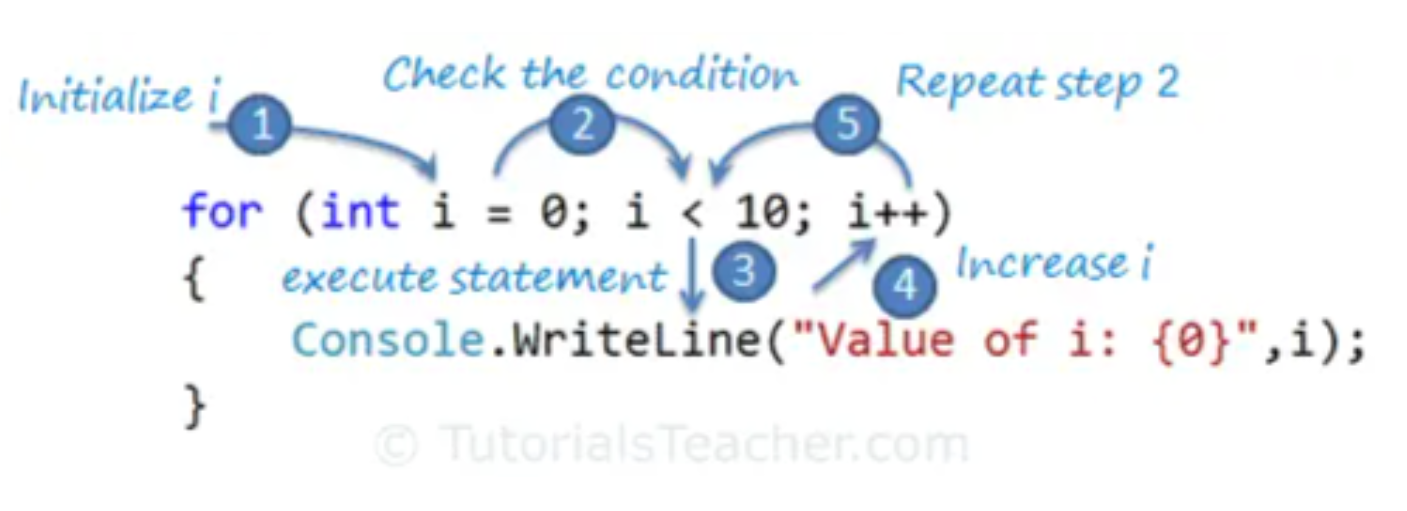 Initialize i
1
Check the condition
2
5
Repeat step 2
for (int i = 0; i < 10; i++)
{
execute statement
3
4
Increase i
Console.WriteLine("Value of i: {0}",i);
}
© TutorialsTeacher.com